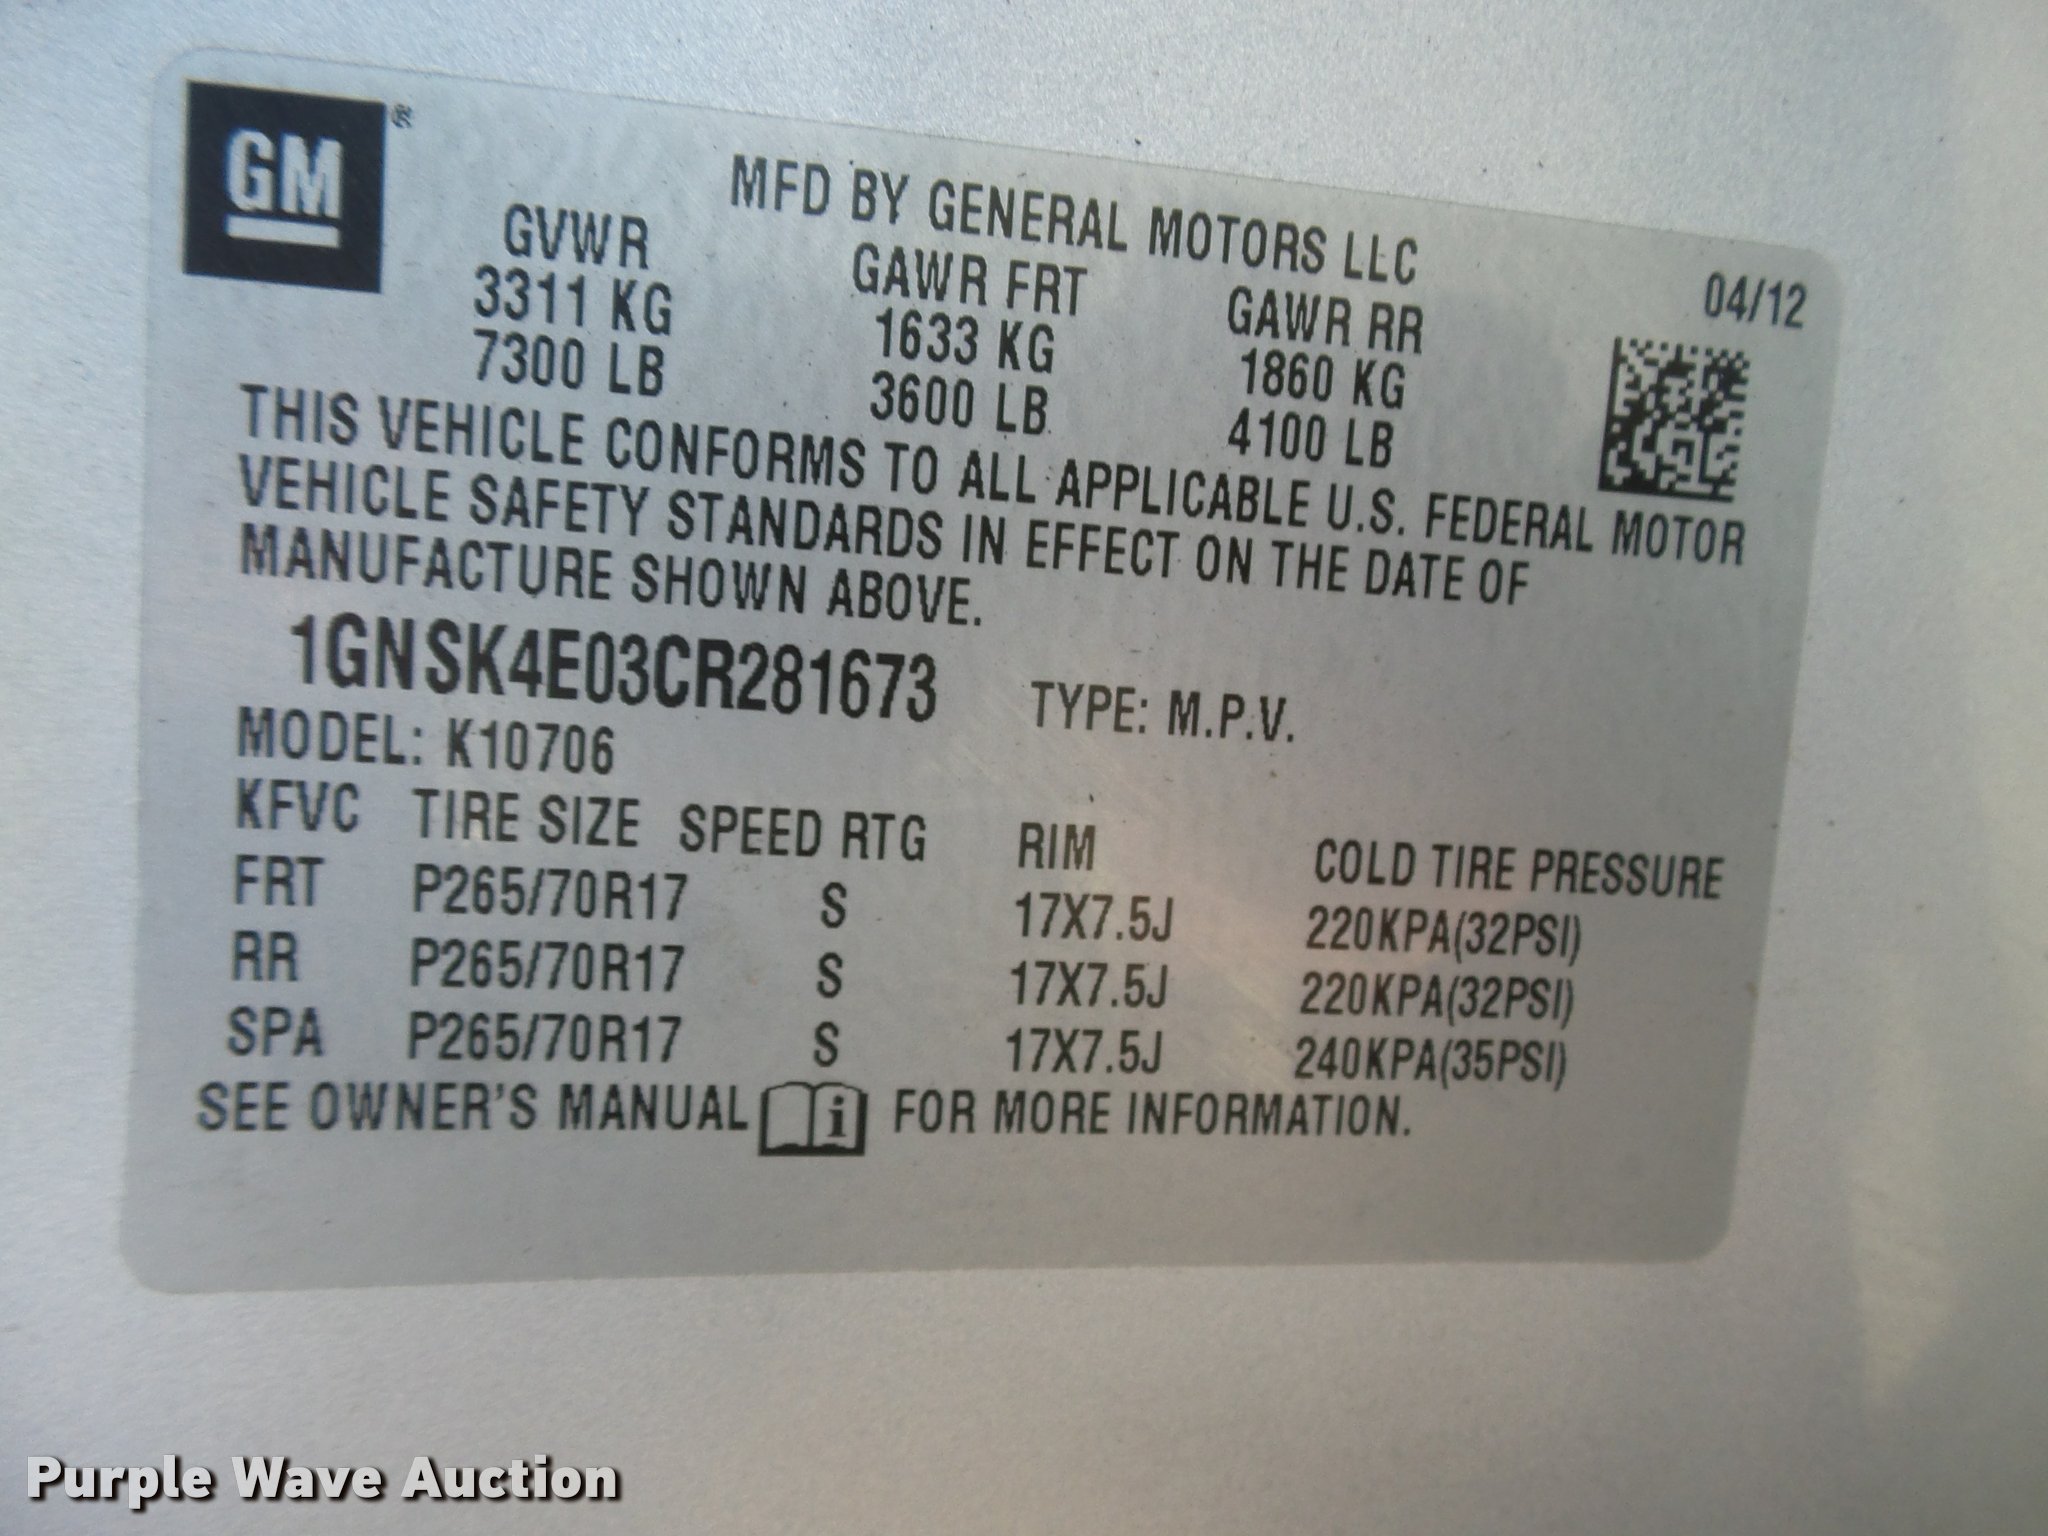 GM®
MFD BY GENERAL MOTORS LLC
04/12
GVWR GAWR FRT GAWR RR
3311 KG 1633 KG 1860 KG
7300 LB 3600 LB 4100 LB
THIS VEHICLE CONFORMS TO ALL APPLICABLE U.S. FEDERAL MOTOR
VEHICLE SAFETY STANDARDS IN EFFECT ON THE DATE OF
MANUFACTURE SHOWN ABOVE.
1GNSK4E03CR281673 TYPE: M.P.V.
MODEL: K10706
KFVC TIRE SIZE SPEED RTG RIM COLD TIRE PRESSURE
FRT P265/70R17 S 17X7.5J 220KPA(32PSI)
RR P265/70R17 S 17X7.5J 220KPA(32PSI)
SPA P265/70R17 S 17X7.5J 240KPA(35PSI)
SEE OWNER'S MANUAL i FOR MORE INFORMATION.
Purple Wave Auction